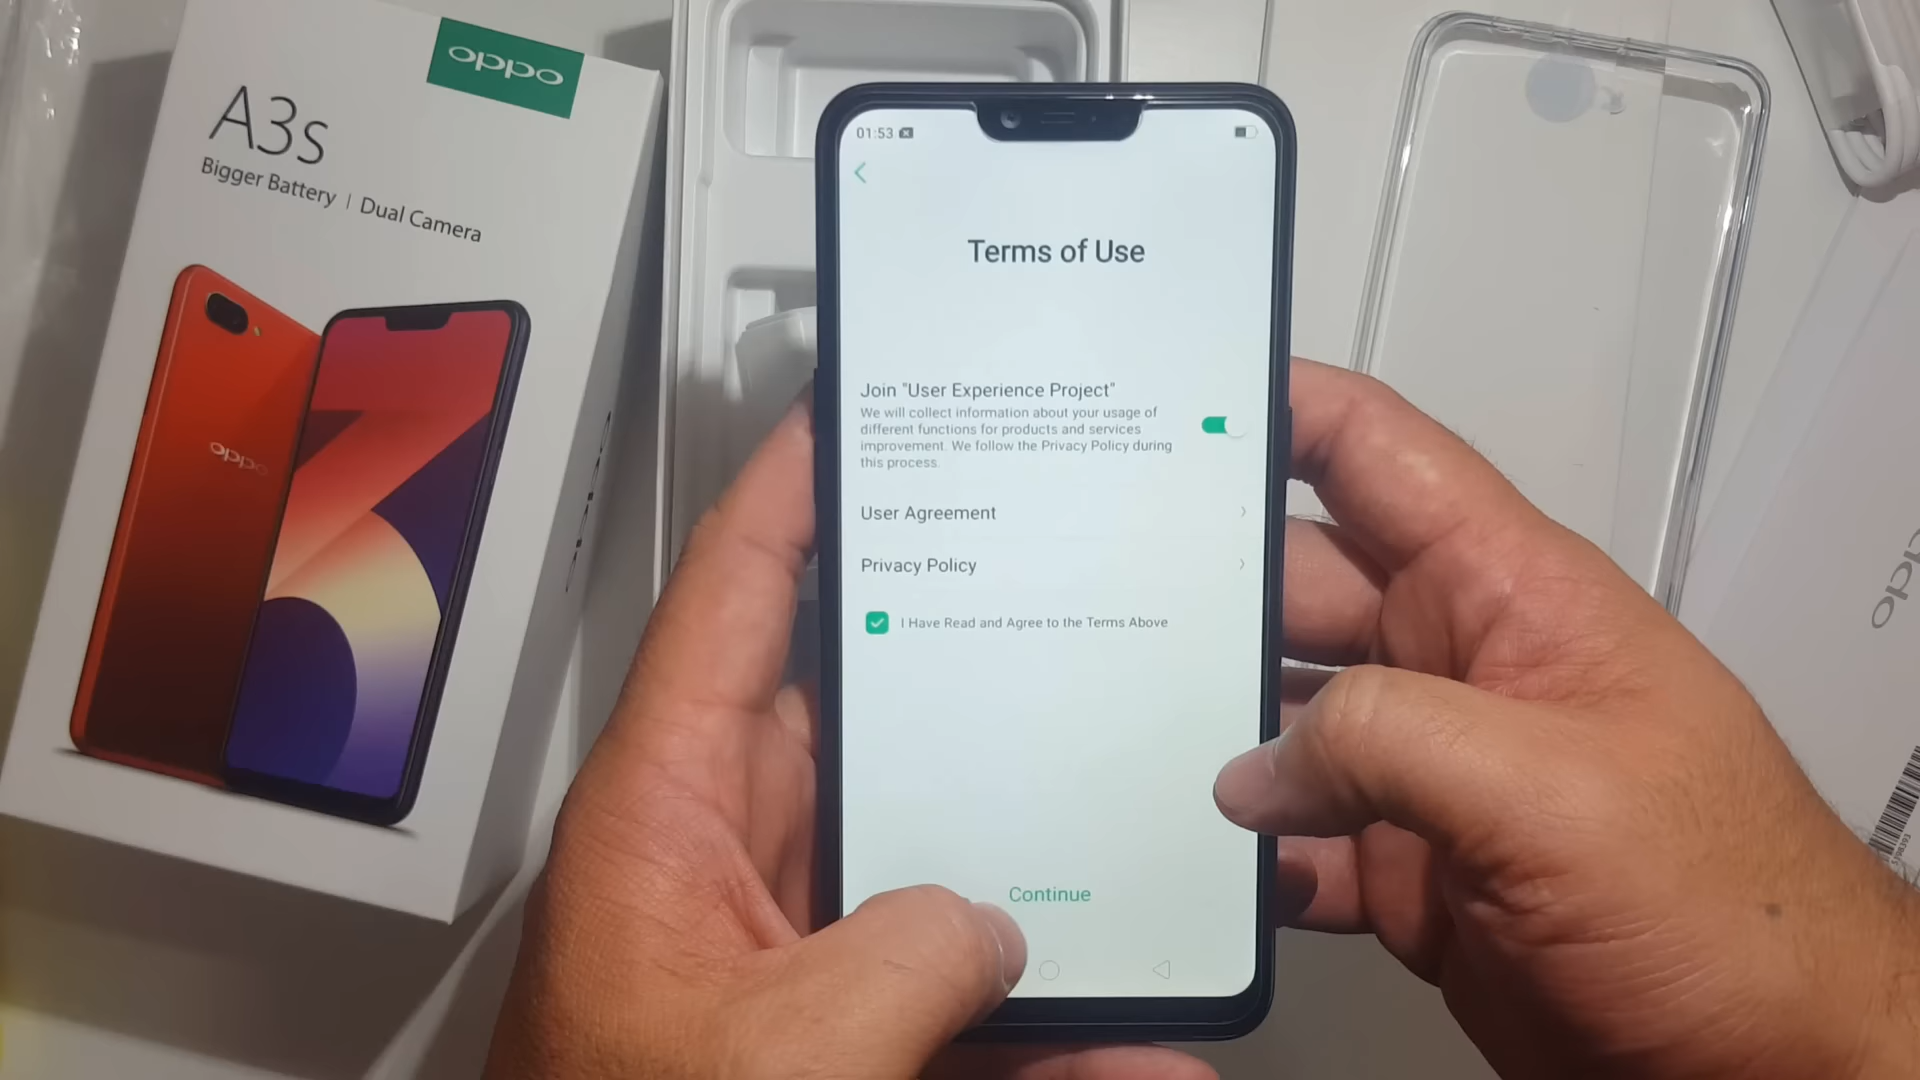 oppo
A3s
Bigger Battery | Dual Camera
oppo
01:53
Terms of Use
Join "User Experience Project"
We will collect information about your usage of
different functions for products and services
improvement. We follow the Privacy Policy during
this process.
User Agreement
Privacy Policy
I Have Read and Agree to the Terms Above
Continue